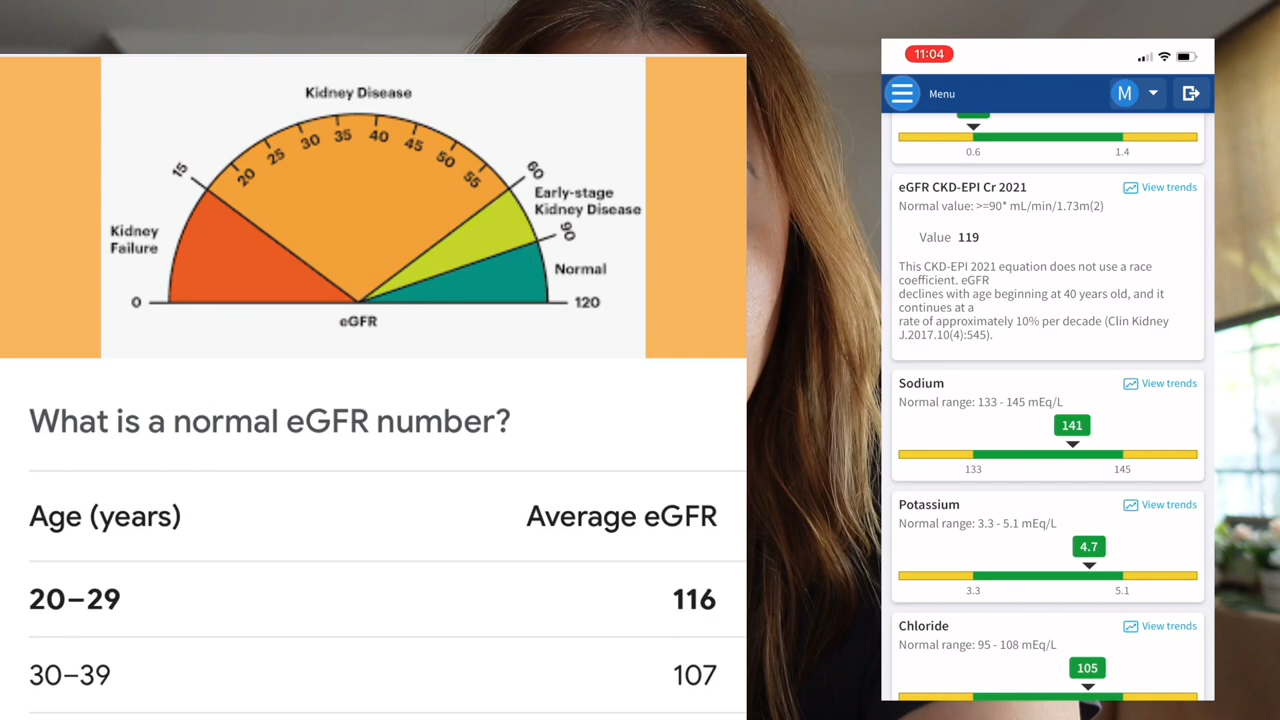 Kidney Disease
15
20
25
30
35
40
45
50
55
60
Early-stage
Kidney Disease
90
Kidney
Failure
Normal
0
120
eGFR
What is a normal eGFR number?
Age (years) Average eGFR
20–29 116
30–39 107
11:04
Menu
M
0.6 1.4
eGFR CKD-EPI Cr 2021 View trends
Normal value: >=90* mL/min/1.73m(2)
Value 119
This CKD-EPI 2021 equation does not use a race
coefficient. eGFR
declines with age beginning at 40 years old, and it
continues at a
rate of approximately 10% per decade (Clin Kidney
J.2017.10(4):545).
Sodium View trends
Normal range: 133 - 145 mEq/L
141
133 145
Potassium View trends
Normal range: 3.3 - 5.1 mEq/L
4.7
3.3 5.1
Chloride View trends
Normal range: 95 - 108 mEq/L
105